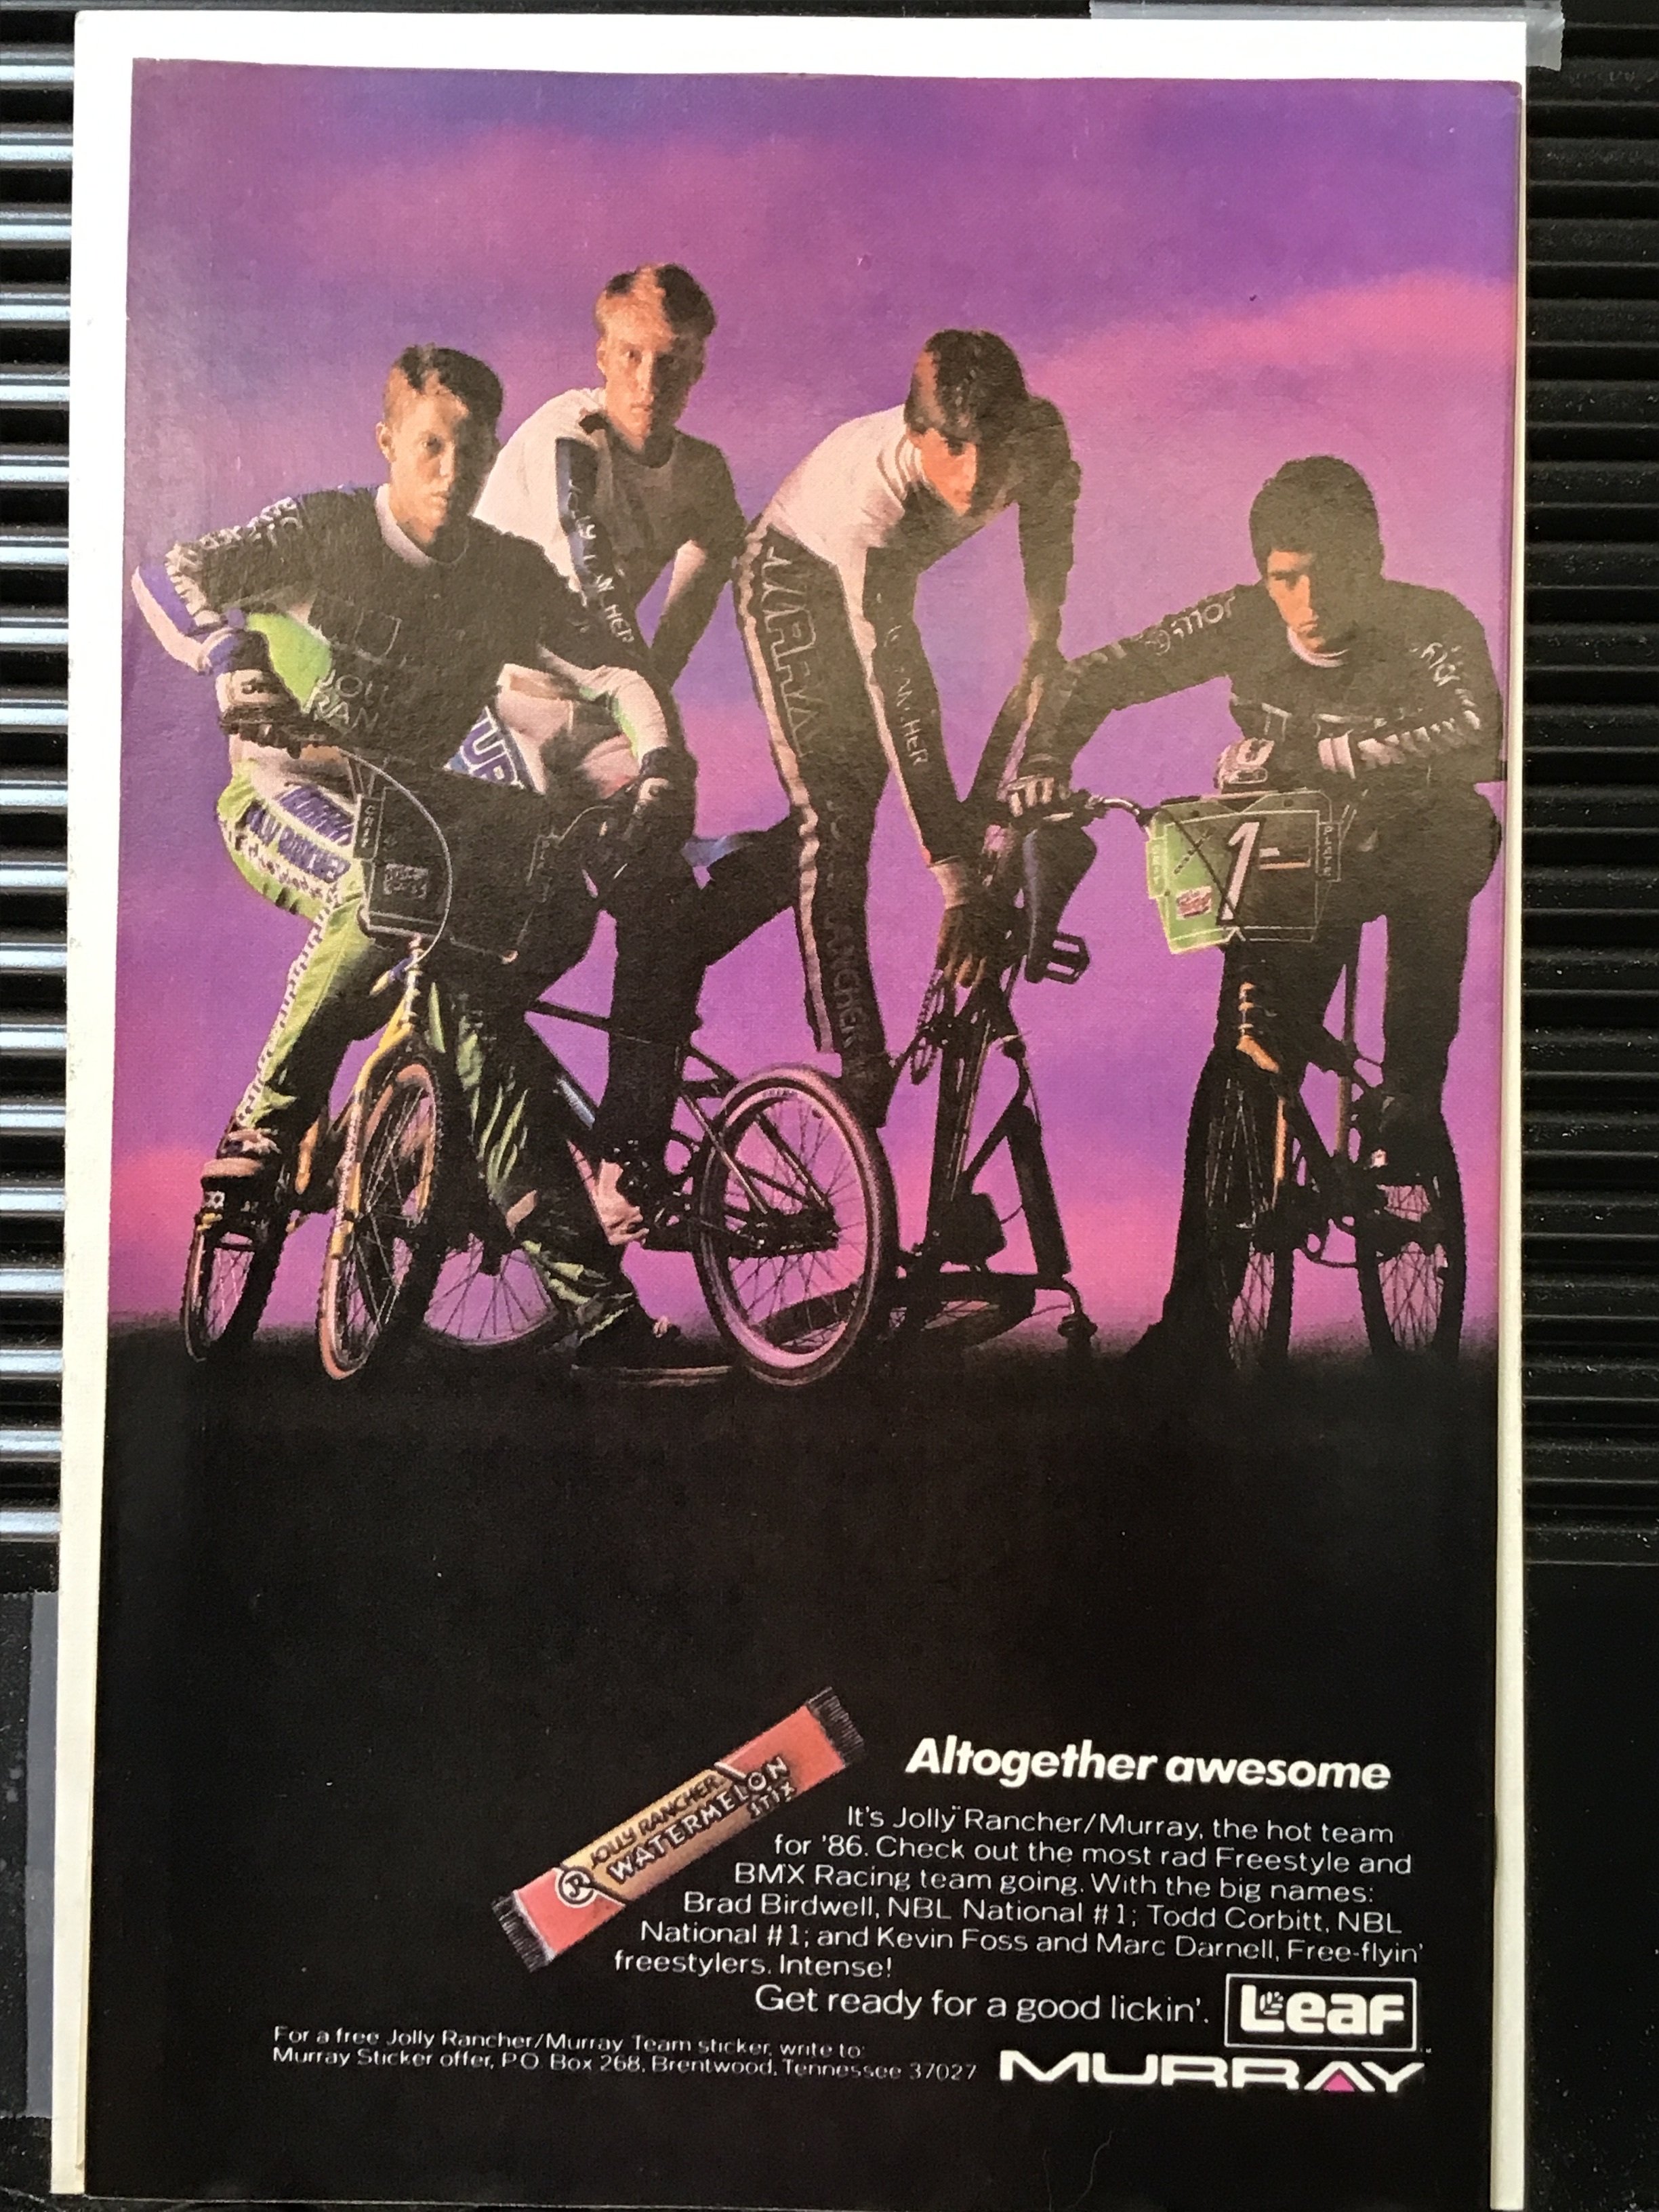 JOLLY RANCHER
TURRAY
1
JOLLY RANCHER
WATERMELON
STIX
Altogether awesome
It's Jolly Rancher/Murray, the hot team
for '86. Check out the most rad Freestyle and
BMX Racing team going. With the big names:
Brad Birdwell, NBL National #1; Todd Corbitt, NBL
National #1; and Kevin Foss and Marc Darnell, Free-flyin'
freestylers. Intense!
Get ready for a good lickin'.
Leaf
For a free Jolly Rancher/Murray Team sticker, write to:
Murray Sticker offer, P.O. Box 268, Brentwood, Tennessee 37027
MURRAY